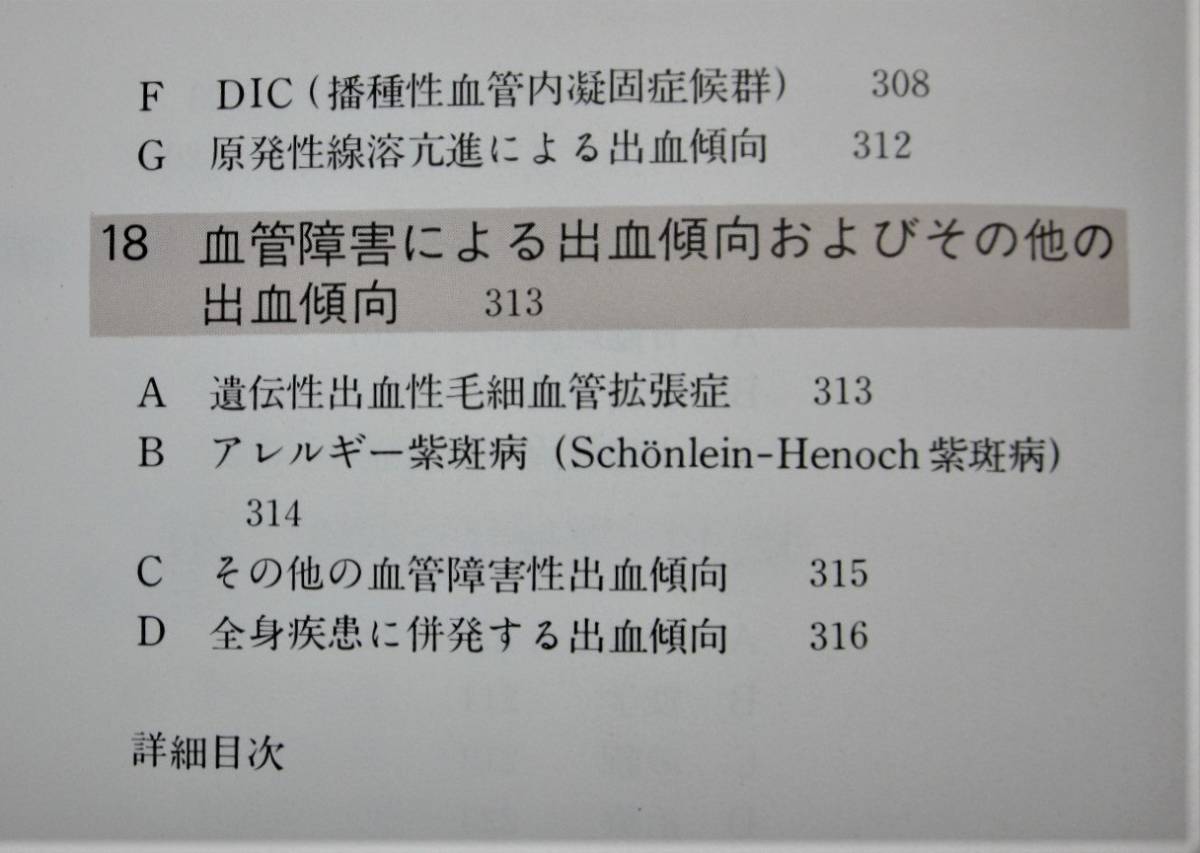 F DIC（播種性血管内凝固症候群） 308
G 原発性線溶亢進による出血傾向 312
18 血管障害による出血傾向およびその他の
出血傾向 313
A 遺伝性出血性毛細血管拡張症 313
B アレルギー紫斑病（Schönlein-Henoch 紫斑病）
314
C その他の血管障害性出血傾向 315
D 全身疾患に併発する出血傾向 316
詳細目次